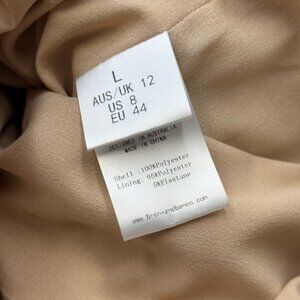 L
AUS/UK 12
US 8
EU 44
DESIGNED IN AUSTRALIA
MADE IN CHINA
Shell :100%Polyester
Lining: 95%Polyester
5%Elastane
www.bronxandbanco.com